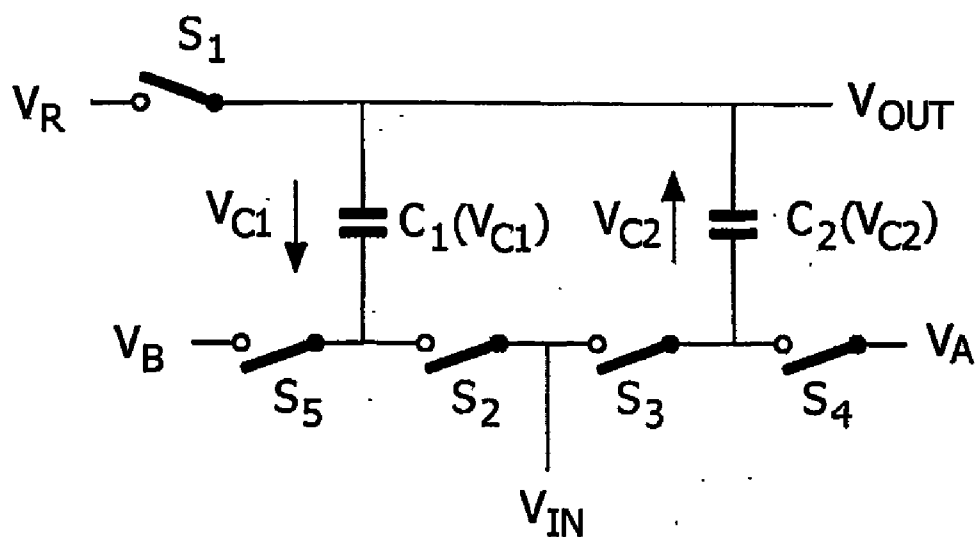 S1
VR
VOUT
VC1
C1(VC1)
VC2
C2(VC2)
VB
VA
S5
S2
S3
S4
VIN